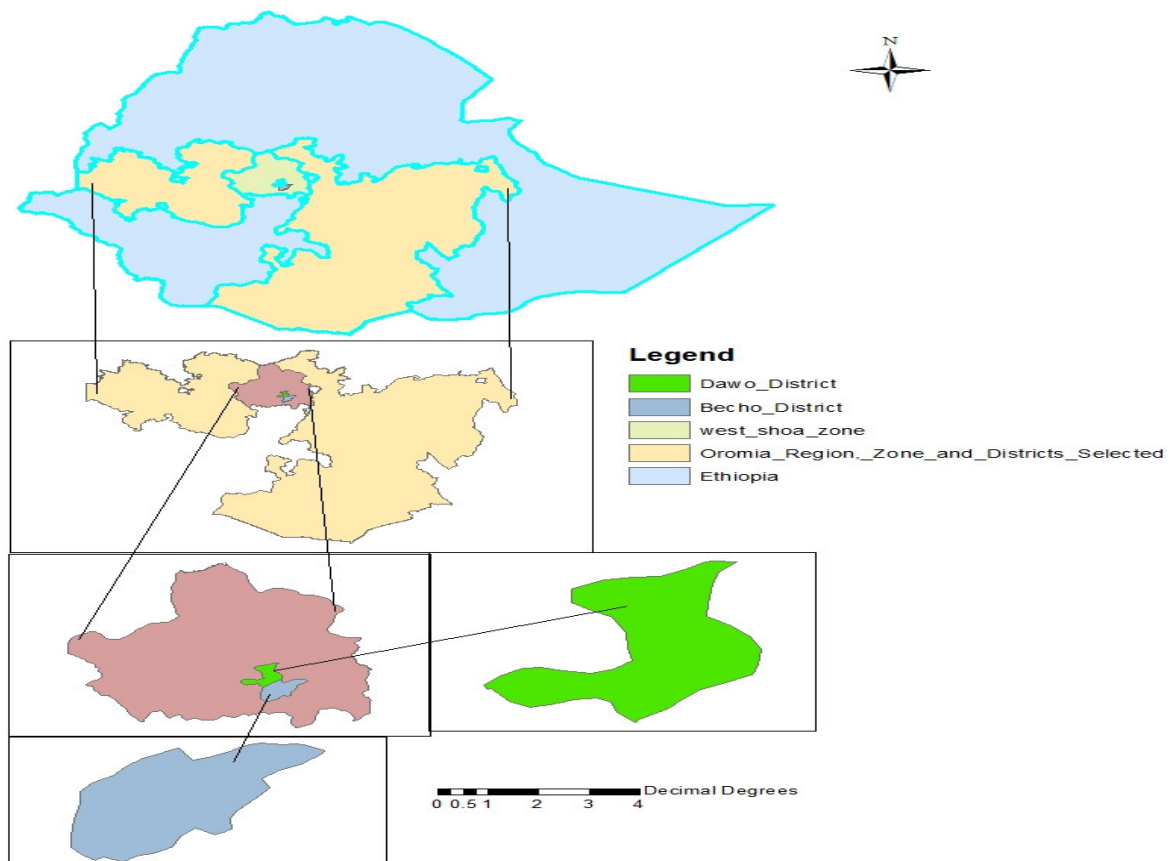 N
Legend
Dawo_District
Becho_District
west_shoa_zone
Oromia_Region,_Zone_and_Districts_Selected
Ethiopia
Decimal Degrees
0 0.5 1 2 3 4